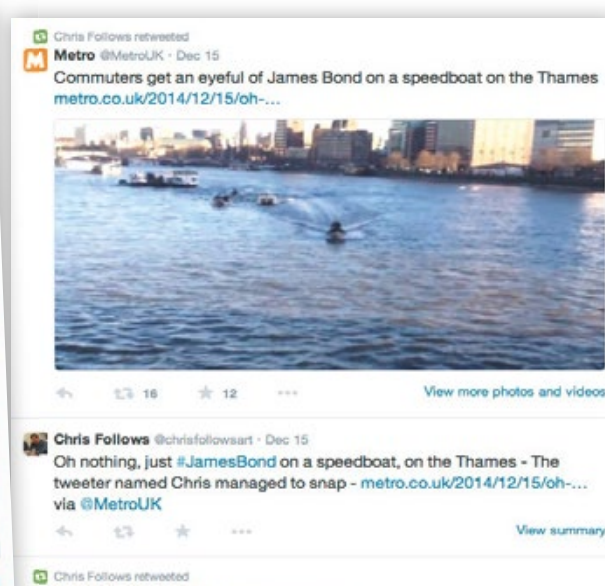 Chris Follows retweeted
Metro @MetroUK · Dec 15
Commuters get an eyeful of James Bond on a speedboat on the Thames
metro.co.uk/2014/12/15/oh-...
16 12 View more photos and videos
Chris Follows @chrisfollowsart · Dec 15
Oh nothing, just #JamesBond on a speedboat, on the Thames - The
tweeter named Chris managed to snap - metro.co.uk/2014/12/15/oh-...
via @MetroUK
View summary
Chris Follows retweeted